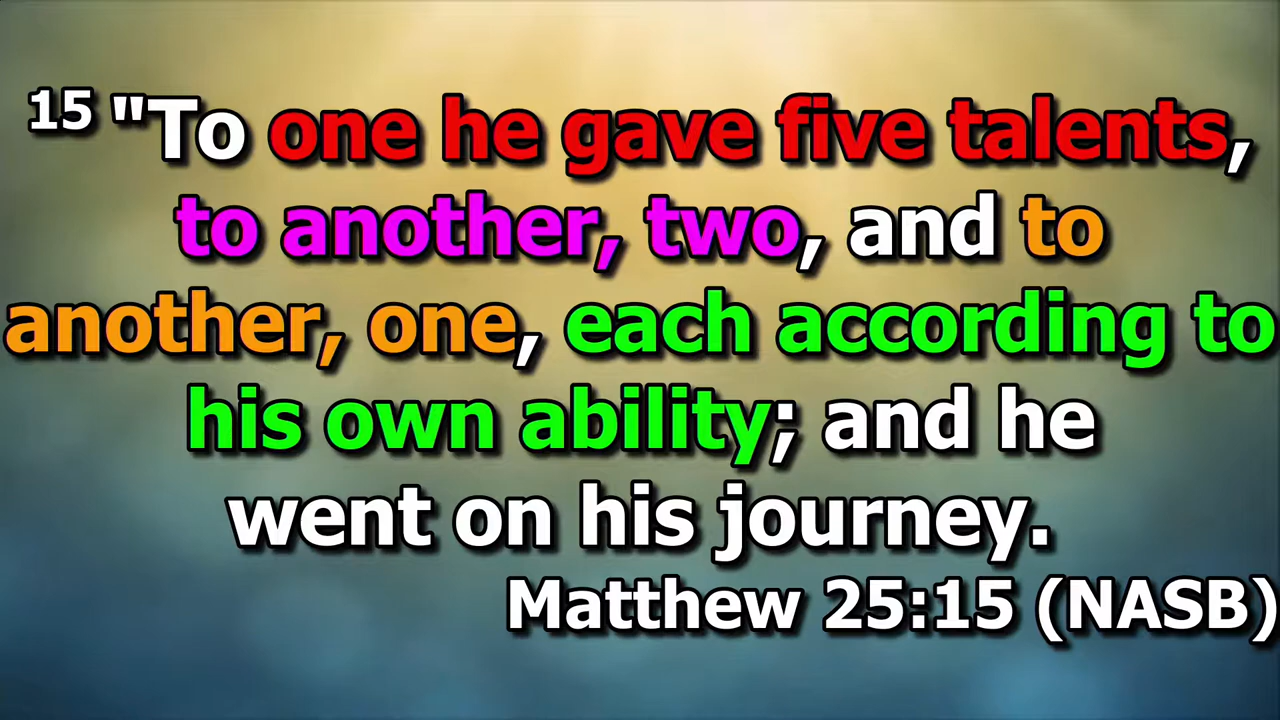 15 "To one he gave five talents,
to another, two, and to
another, one, each according to
his own ability; and he
went on his journey.
Matthew 25:15 (NASB)